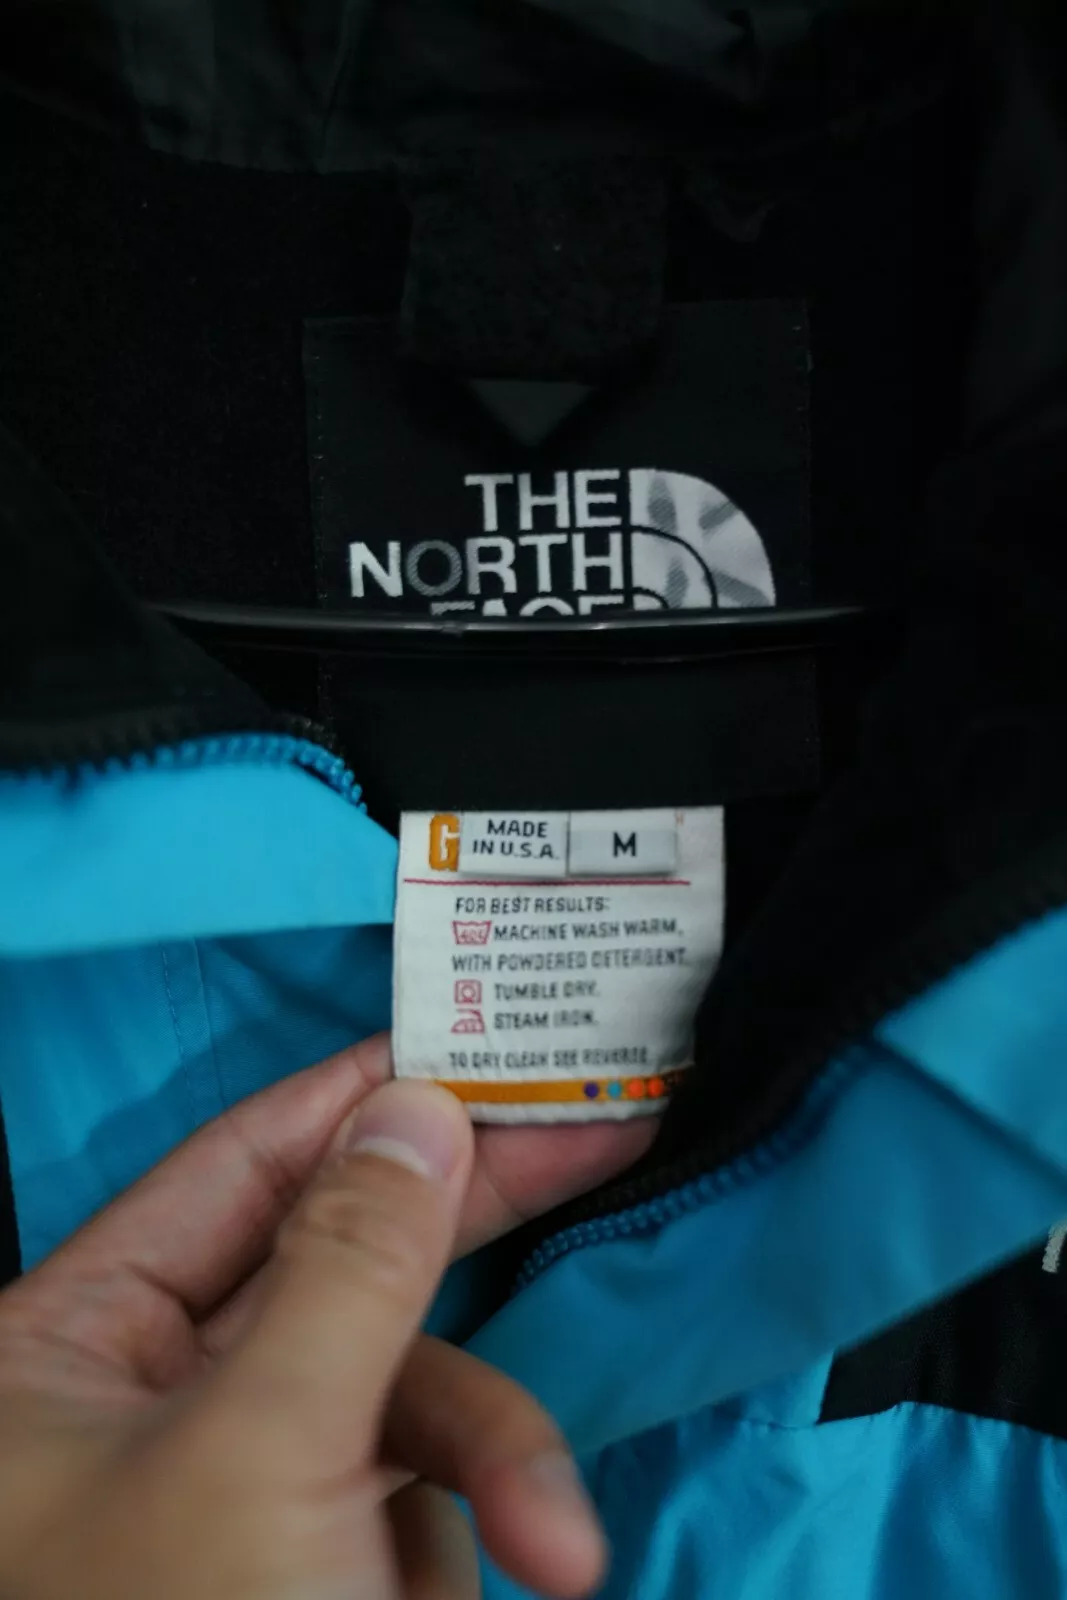 THE
NORTH
FACE
G MADE
IN U.S.A.
M
FOR BEST RESULTS:
MACHINE WASH WARM,
WITH POWDERED DETERGENT.
TUMBLE DRY.
STEAM IRON.
TO DRY CLEAN SEE REVERSE